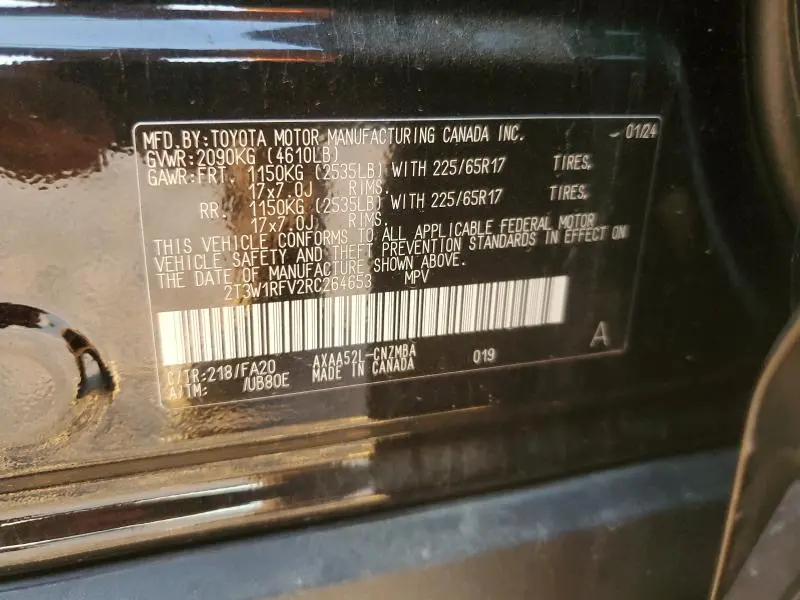 MFD.BY:TOYOTA MOTOR MANUFACTURING CANADA INC. 01/24
GVWR:2090KG (4610LB)
GAWR:FRT. 1150KG (2535LB) WITH 225/65R17 TIRES,
17x7.0J RIMS.
RR. 1150KG (2535LB) WITH 225/65R17 TIRES,
17x7.0J RIMS.
THIS VEHICLE CONFORMS TO ALL APPLICABLE FEDERAL MOTOR
VEHICLE SAFETY AND THEFT PREVENTION STANDARDS IN EFFECT ON
THE DATE OF MANUFACTURE SHOWN ABOVE.
2T3W1RFV2RC264653 MPV
A
C/TR:218/FA20 AXAA52L-CNZMBA 019
A/TM: /UB80E MADE IN CANADA